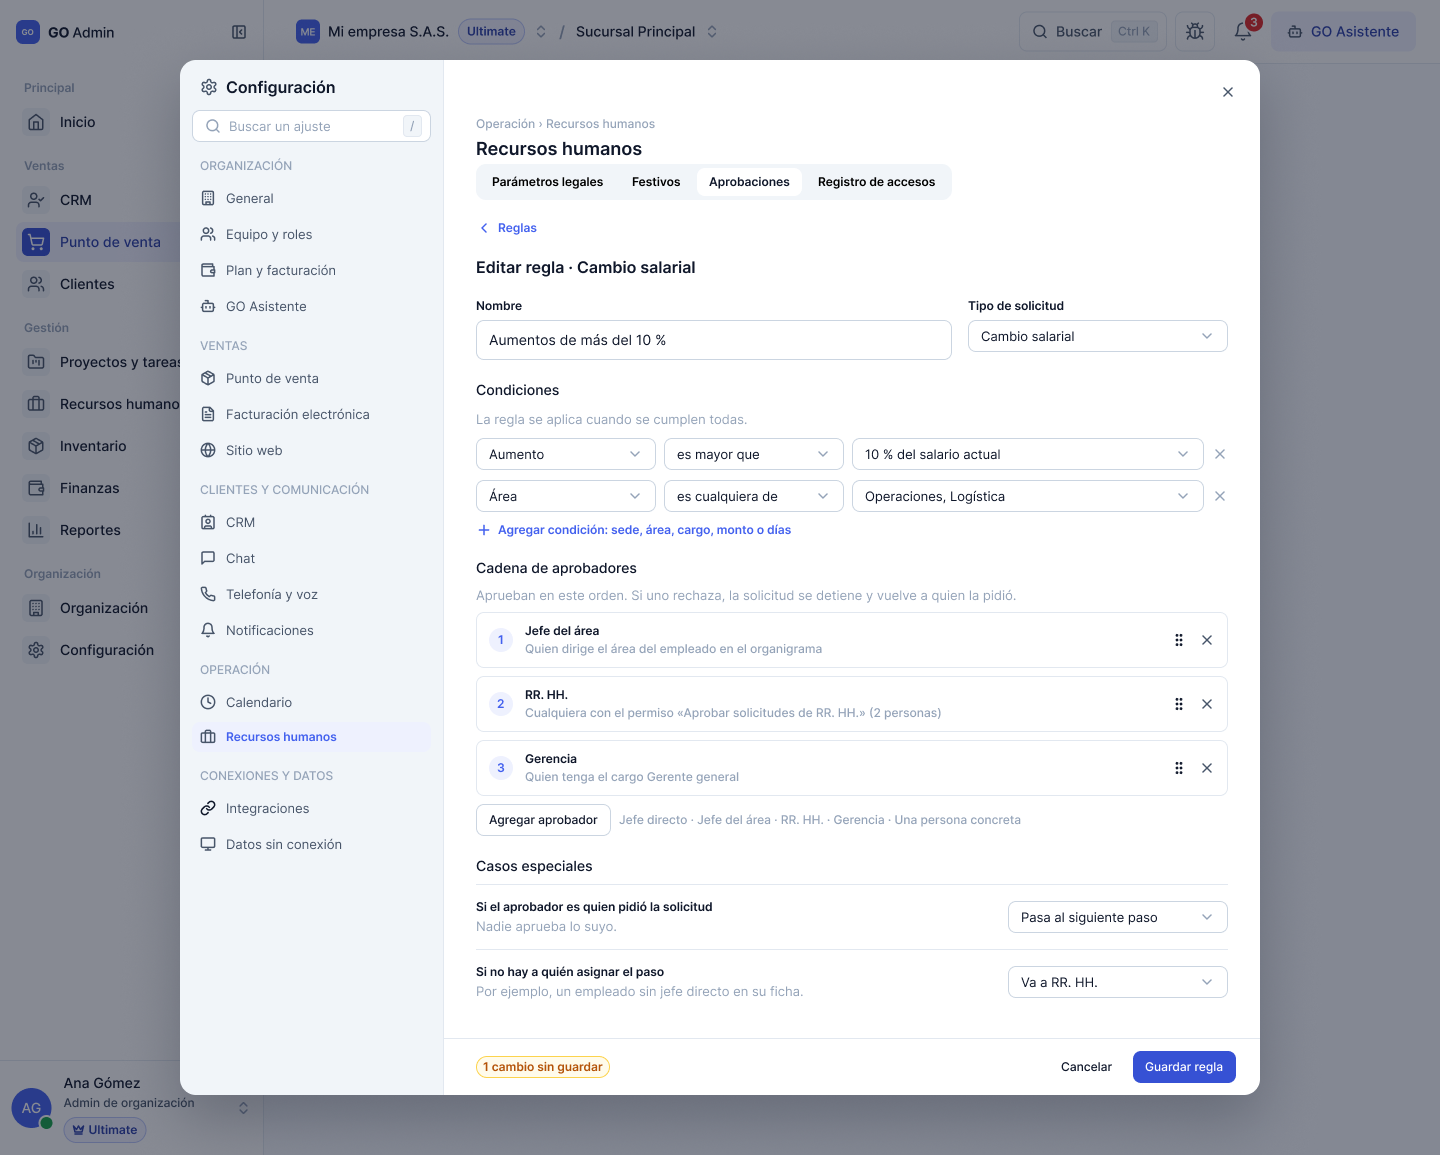 GO
GO Admin
ME
Mi empresa S.A.S.
Ultimate
/
Sucursal Principal
Buscar
Ctrl K
3
GO Asistente
Principal
Inicio
Ventas
CRM
Punto de venta
Clientes
Gestión
Proyectos y tareas
Recursos humano
Inventario
Finanzas
Reportes
Organización
Organización
Configuración
AG
Ana Gómez
Admin de organización
Ultimate
Configuración
Buscar un ajuste
/
ORGANIZACIÓN
General
Equipo y roles
Plan y facturación
GO Asistente
VENTAS
Punto de venta
Facturación electrónica
Sitio web
CLIENTES Y COMUNICACIÓN
CRM
Chat
Telefonía y voz
Notificaciones
OPERACIÓN
Calendario
Recursos humanos
CONEXIONES Y DATOS
Integraciones
Datos sin conexión
Operación › Recursos humanos
Recursos humanos
Parámetros legales
Festivos
Aprobaciones
Registro de accesos
Reglas
Editar regla · Cambio salarial
Nombre
Tipo de solicitud
Aumentos de más del 10 %
Cambio salarial
Condiciones
La regla se aplica cuando se cumplen todas.
Aumento
es mayor que
10 % del salario actual
Área
es cualquiera de
Operaciones, Logística
Agregar condición: sede, área, cargo, monto o días
Cadena de aprobadores
Aprueban en este orden. Si uno rechaza, la solicitud se detiene y vuelve a quien la pidió.
1
Jefe del área
Quien dirige el área del empleado en el organigrama
2
RR. HH.
Cualquiera con el permiso «Aprobar solicitudes de RR. HH.» (2 personas)
3
Gerencia
Quien tenga el cargo Gerente general
Agregar aprobador
Jefe directo · Jefe del área · RR. HH. · Gerencia · Una persona concreta
Casos especiales
Si el aprobador es quien pidió la solicitud
Nadie aprueba lo suyo.
Pasa al siguiente paso
Si no hay a quién asignar el paso
Por ejemplo, un empleado sin jefe directo en su ficha.
Va a RR. HH.
1 cambio sin guardar
Cancelar
Guardar regla